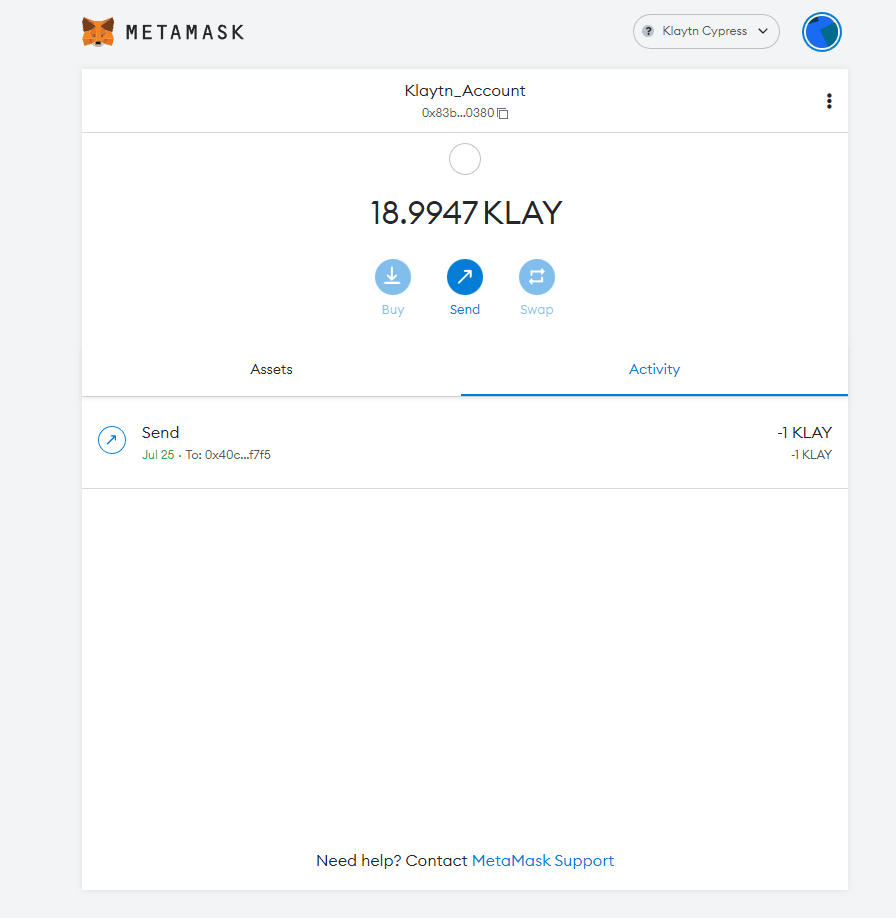 METAMASK
? Klaytn Cypress
Klaytn_Account
0x83b...0380
18.9947 KLAY
Buy Send Swap
Assets Activity
Send -1 KLAY
Jul 25 · To: 0x40c...f7f5 -1 KLAY
Need help? Contact MetaMask Support